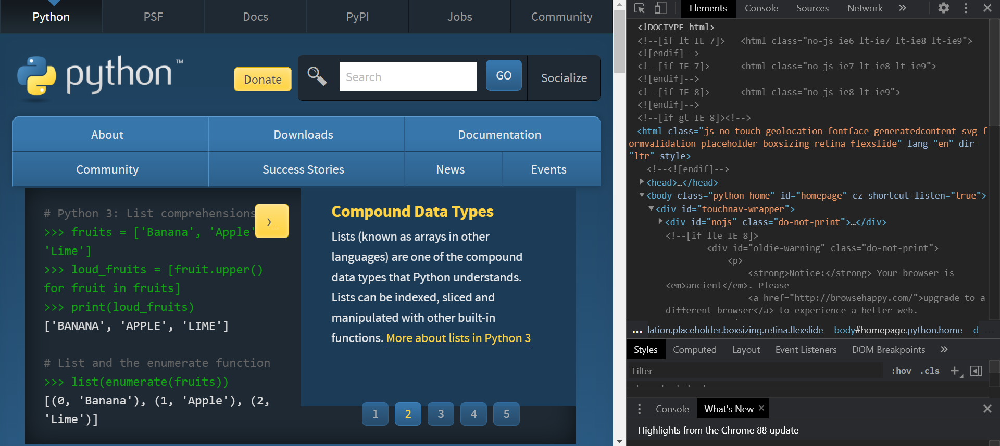 Python PSF Docs PyPI Jobs Community
python™
Donate
Search
GO
Socialize
About Downloads Documentation
Community Success Stories News Events
# Python 3: List comprehensions
>>> fruits = ['Banana', 'Apple'
'Lime']
>>> loud_fruits = [fruit.upper()
for fruit in fruits]
>>> print(loud_fruits)
['BANANA', 'APPLE', 'LIME']
# List and the enumerate function
>>> list(enumerate(fruits))
[(0, 'Banana'), (1, 'Apple'), (2,
'Lime')]
>_
Compound Data Types
Lists (known as arrays in other
languages) are one of the compound
data types that Python understands.
Lists can be indexed, sliced and
manipulated with other built-in
functions. More about lists in Python 3
1 2 3 4 5
Elements Console Sources Network »
<!DOCTYPE html>
<!--[if lt IE 7]>   <html class="no-js ie6 lt-ie7 lt-ie8 lt-ie9">
<![endif]-->
<!--[if IE 7]>      <html class="no-js ie7 lt-ie8 lt-ie9">
<![endif]-->
<!--[if IE 8]>      <html class="no-js ie8 lt-ie9">
<![endif]-->
<!--[if gt IE 8]><!-->
<html class="js no-touch geolocation fontface generatedcontent svg f
ormvalidation placeholder boxsizing retina flexslide" lang="en" dir=
"ltr" style>
<!--<![endif]-->
<head>…</head>
<body class="python home" id="homepage" cz-shortcut-listen="true">
<div id="touchnav-wrapper">
<div id="nojs" class="do-not-print">…</div>
<!--[if lte IE 8]>
<div id="oldie-warning" class="do-not-print">
<p>
<strong>Notice:</strong> Your browser is
<em>ancient</em>. Please
<a href="http://browsehappy.com/">upgrade to a
different browser</a> to experience a better web.
... lation.placeholder.boxsizing.retina.flexslide body#homepage.python.home d ...
Styles Computed Layout Event Listeners DOM Breakpoints »
Filter :hov .cls +
Console What's New ×
Highlights from the Chrome 88 update